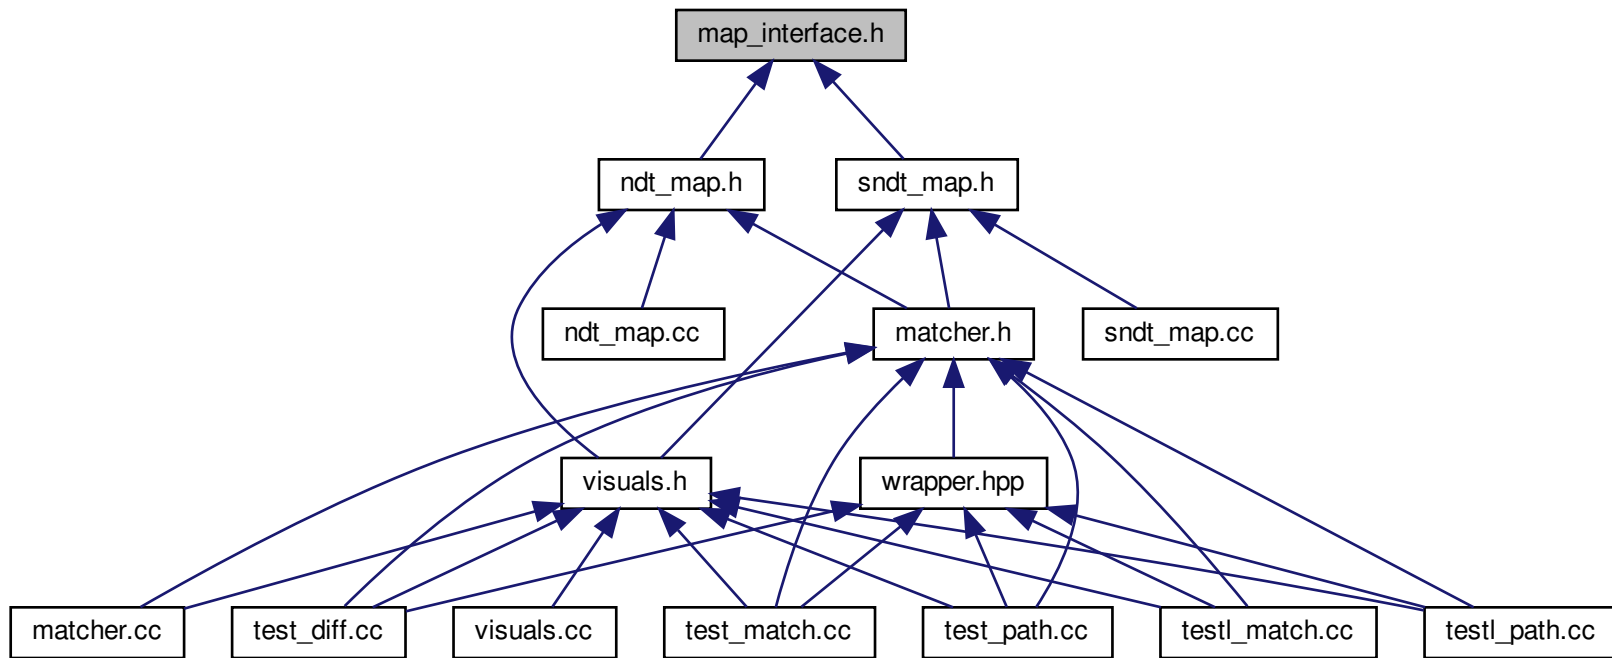 map_interface.h
ndt_map.h
sndt_map.h
ndt_map.cc
matcher.h
sndt_map.cc
visuals.h
wrapper.hpp
matcher.cc
test_diff.cc
visuals.cc
test_match.cc
test_path.cc
testl_match.cc
testl_path.cc